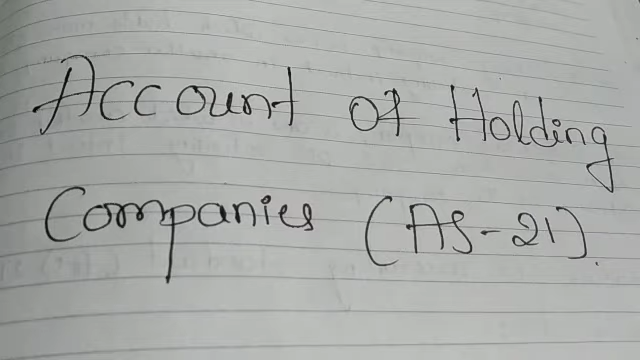 Account of Holding
Companies (AS-21).